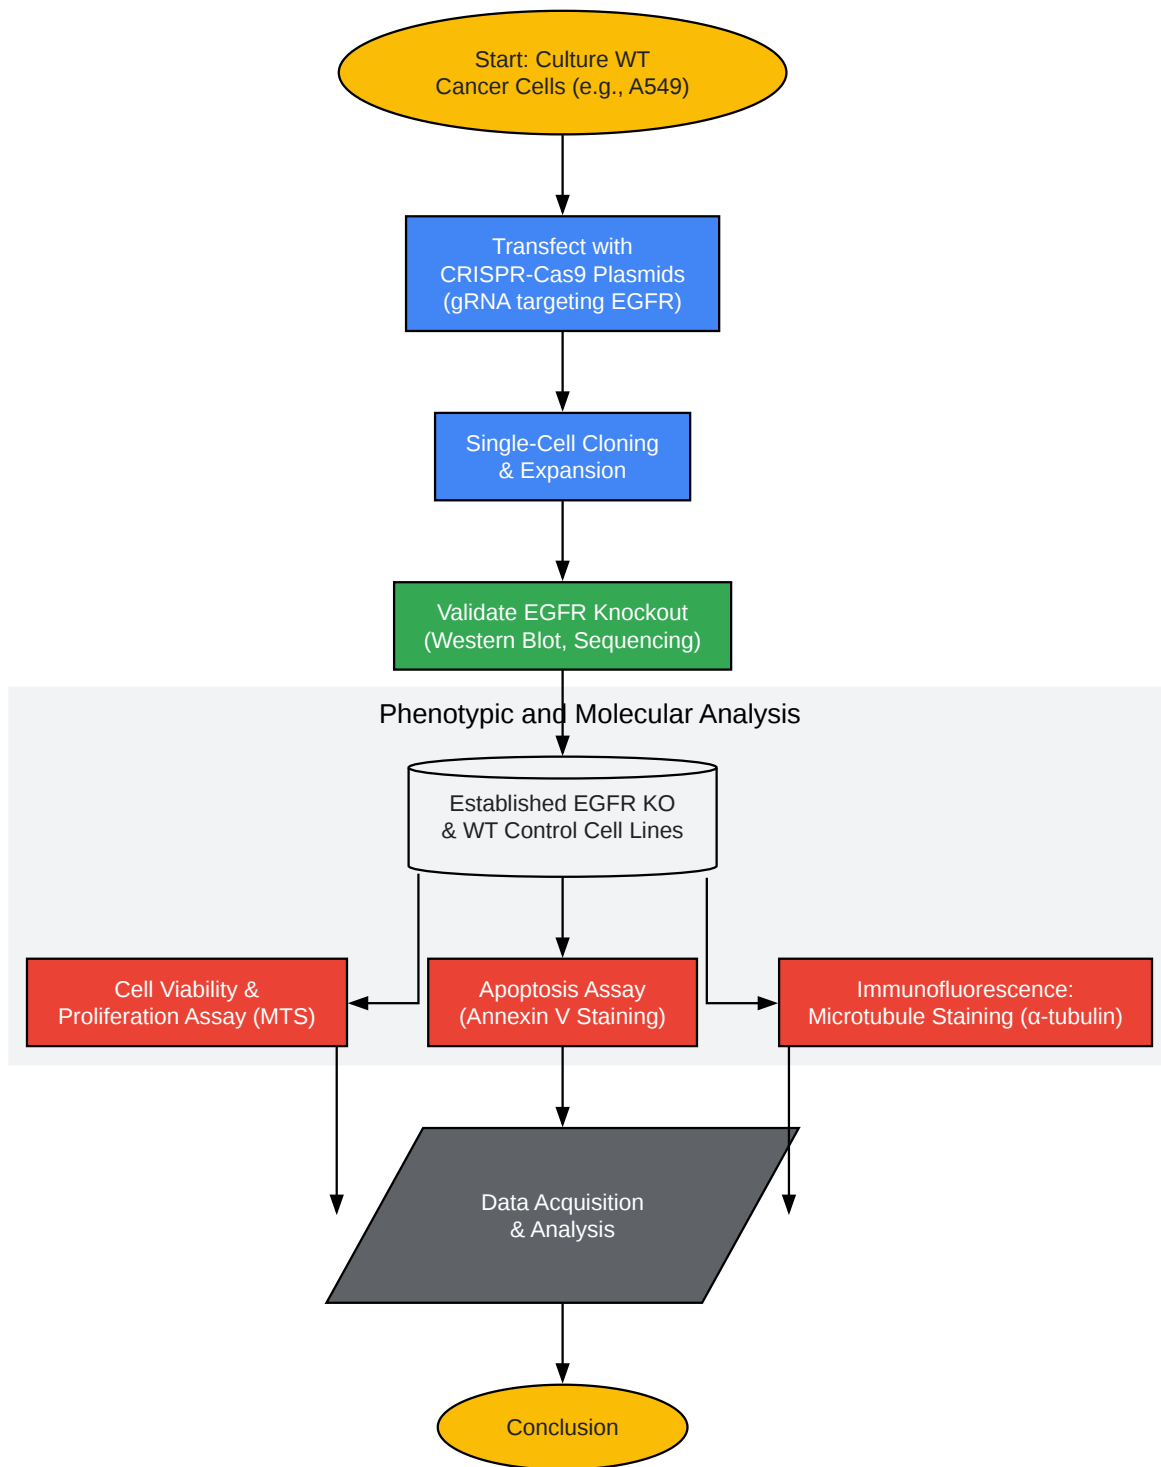 Start: Culture WT
Cancer Cells (e.g., A549)
Transfect with
CRISPR-Cas9 Plasmids
(gRNA targeting EGFR)
Single-Cell Cloning
& Expansion
Validate EGFR Knockout
(Western Blot, Sequencing)
Phenotypic and Molecular Analysis
Established EGFR KO
& WT Control Cell Lines
Cell Viability &
Proliferation Assay (MTS)
Apoptosis Assay
(Annexin V Staining)
Immunofluorescence:
Microtubule Staining (α-tubulin)
Data Acquisition
& Analysis
Conclusion